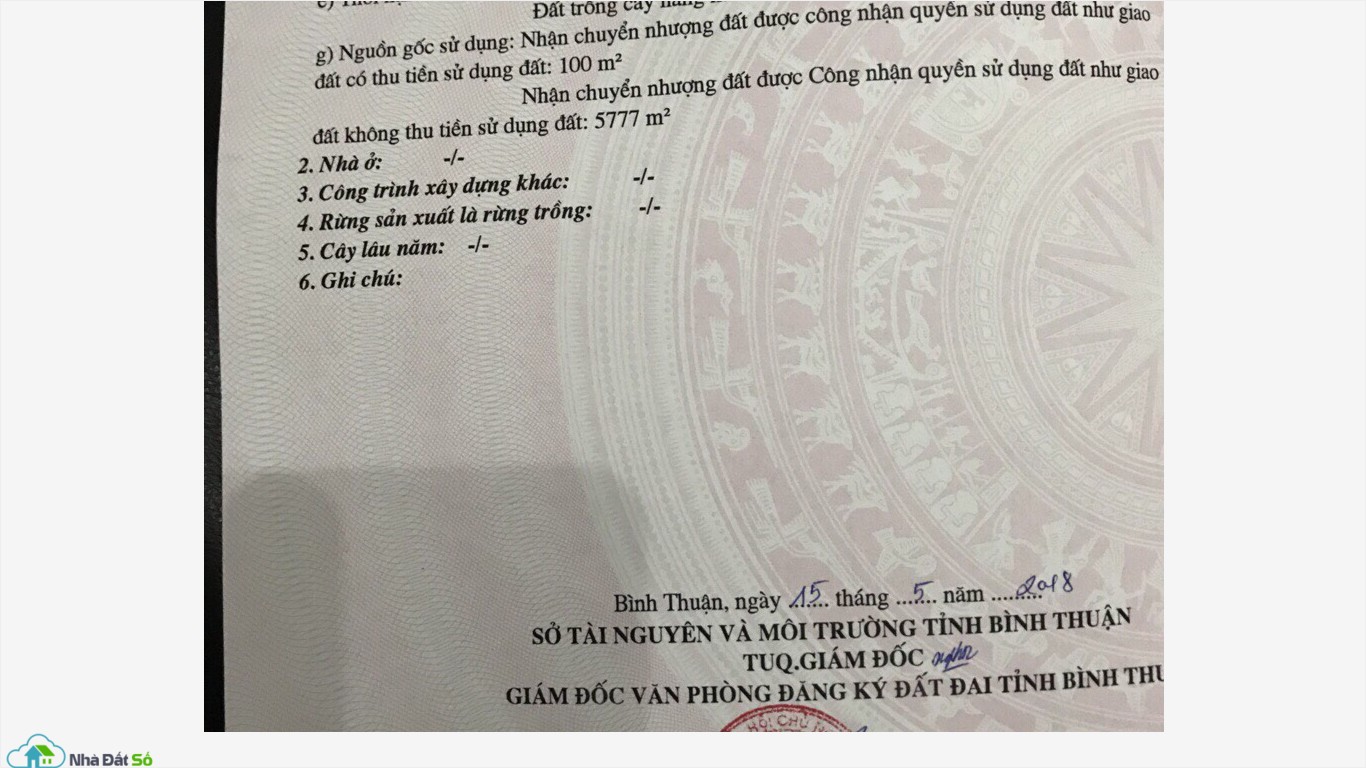 Đất trồng cây hàng
g) Nguồn gốc sử dụng: Nhận chuyển nhượng đất được công nhận quyền sử dụng đất như giao
đất có thu tiền sử dụng đất: 100 m²
Nhận chuyển nhượng đất được Công nhận quyền sử dụng đất như giao
đất không thu tiền sử dụng đất: 5777 m²
2. Nhà ở: -/-
3. Công trình xây dựng khác: -/-
4. Rừng sản xuất là rừng trồng: -/-
5. Cây lâu năm: -/-
6. Ghi chú:
Bình Thuận, ngày 15 tháng 5 năm 2018
SỞ TÀI NGUYÊN VÀ MÔI TRƯỜNG TỈNH BÌNH THUẬN
TUQ.GIÁM ĐỐC
GIÁM ĐỐC VĂN PHÒNG ĐĂNG KÝ ĐẤT ĐAI TỈNH BÌNH THU
Nhà Đất Số